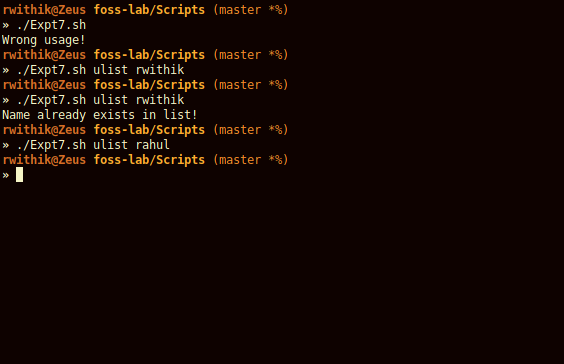 rwithik@Zeus foss-lab/Scripts (master *%)
» ./Expt7.sh
Wrong usage!
rwithik@Zeus foss-lab/Scripts (master *%)
» ./Expt7.sh ulist rwithik
rwithik@Zeus foss-lab/Scripts (master *%)
» ./Expt7.sh ulist rwithik
Name already exists in list!
rwithik@Zeus foss-lab/Scripts (master *%)
» ./Expt7.sh ulist rahul
rwithik@Zeus foss-lab/Scripts (master *%)
»